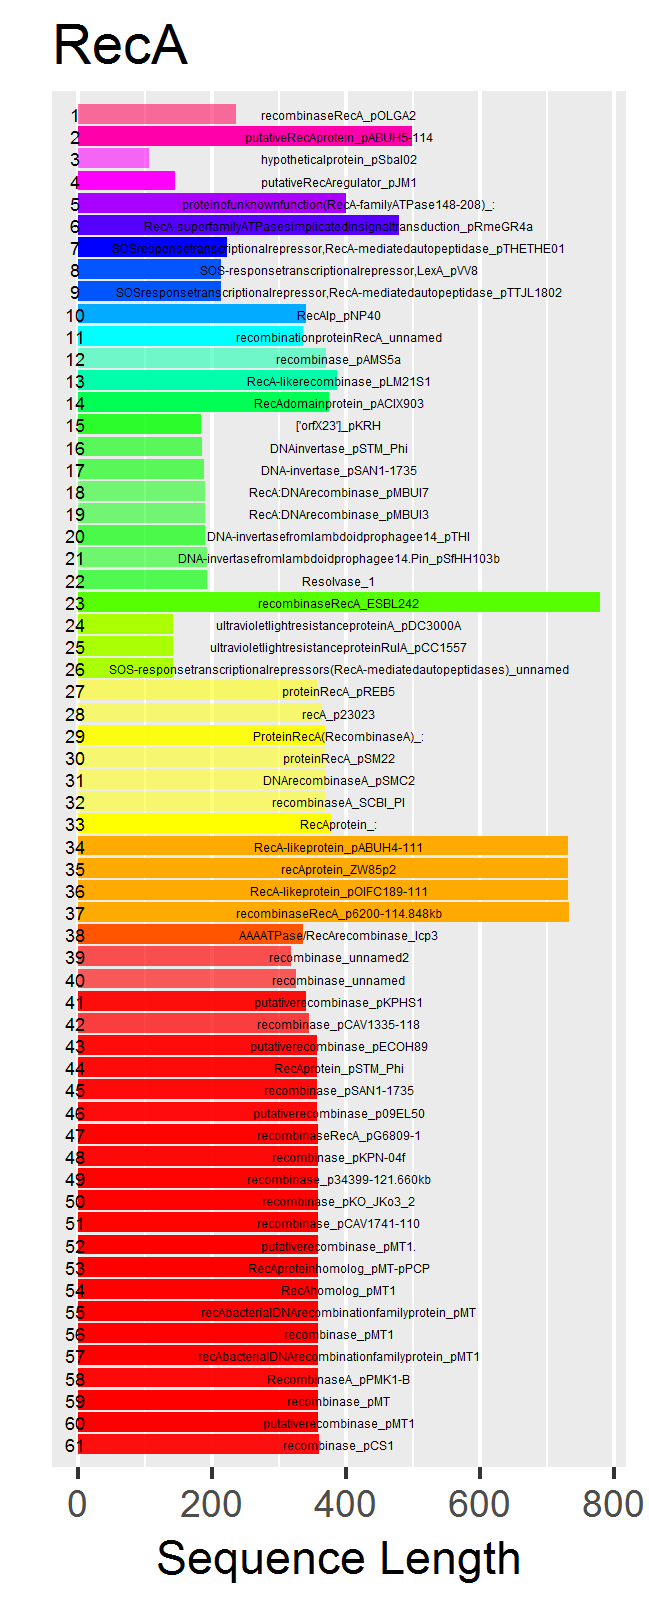 RecA
1 recombinaseRecA_pOLGA2
2 putativeRecAprotein_pABUH5-114
3 hypotheticalprotein_pSbal02
4 putativeRecAregulator_pJM1
5 proteinofunknownfunction(RecA-familyATPase148-208)_:
6 RecA-superfamilyATPasesimplicatedinsignaltransduction_pRmeGR4a
7 SOSresponsetranscriptionalrepressor,RecA-mediatedautopeptidase_pTHETHE01
8 SOS-responsetranscriptionalrepressor,LexA_pVV8
9 SOSresponsetranscriptionalrepressor,RecA-mediatedautopeptidase_pTTJL1802
10 RecAlp_pNP40
11 recombinationproteinRecA_unnamed
12 recombinase_pAMS5a
13 RecA-likerecombinase_pLM21S1
14 RecAdomainprotein_pACIX903
15 ['orfX23']_pKRH
16 DNAinvertase_pSTM_Phi
17 DNA-invertase_pSAN1-1735
18 RecA:DNArecombinase_pMBUI7
19 RecA:DNArecombinase_pMBUI3
20 DNA-invertasefromlambdoidprophagee14_pTHI
21 DNA-invertasefromlambdoidprophagee14.Pin_pSfHH103b
22 Resolvase_1
23 recombinaseRecA_ESBL242
24 ultravioletlightresistanceproteinA_pDC3000A
25 ultravioletlightresistanceproteinRulA_pCC1557
26 SOS-responsetranscriptionalrepressors(RecA-mediatedautopeptidases)_unnamed
27 proteinRecA_pREB5
28 recA_p23023
29 ProteinRecA(RecombinaseA)_:
30 proteinRecA_pSM22
31 DNArecombinaseA_pSMC2
32 recombinaseA_SCBI_PI
33 RecAprotein_:
34 RecA-likeprotein_pABUH4-111
35 recAprotein_ZW85p2
36 RecA-likeprotein_pOIFC189-111
37 recombinaseRecA_p6200-114.848kb
38 AAAATPase/RecArecombinase_lcp3
39 recombinase_unnamed2
40 recombinase_unnamed
41 putativerecombinase_pKPHS1
42 recombinase_pCAV1335-118
43 putativerecombinase_pECOH89
44 RecAprotein_pSTM_Phi
45 recombinase_pSAN1-1735
46 putativerecombinase_p09EL50
47 recombinaseRecA_pG6809-1
48 recombinase_pKPN-04f
49 recombinase_p34399-121.660kb
50 recombinase_pKO_JKo3_2
51 recombinase_pCAV1741-110
52 putativerecombinase_pMT1.
53 RecAproteinhomolog_pMT-pPCP
54 RecAhomolog_pMT1
55 recAbacterialDNArecombinationfamilyprotein_pMT
56 recombinase_pMT1
57 recAbacterialDNArecombinationfamilyprotein_pMT1
58 RecombinaseA_pPMK1-B
59 recombinase_pMT
60 putativerecombinase_pMT1
61 recombinase_pCS1
0 200 400 600 800
Sequence Length